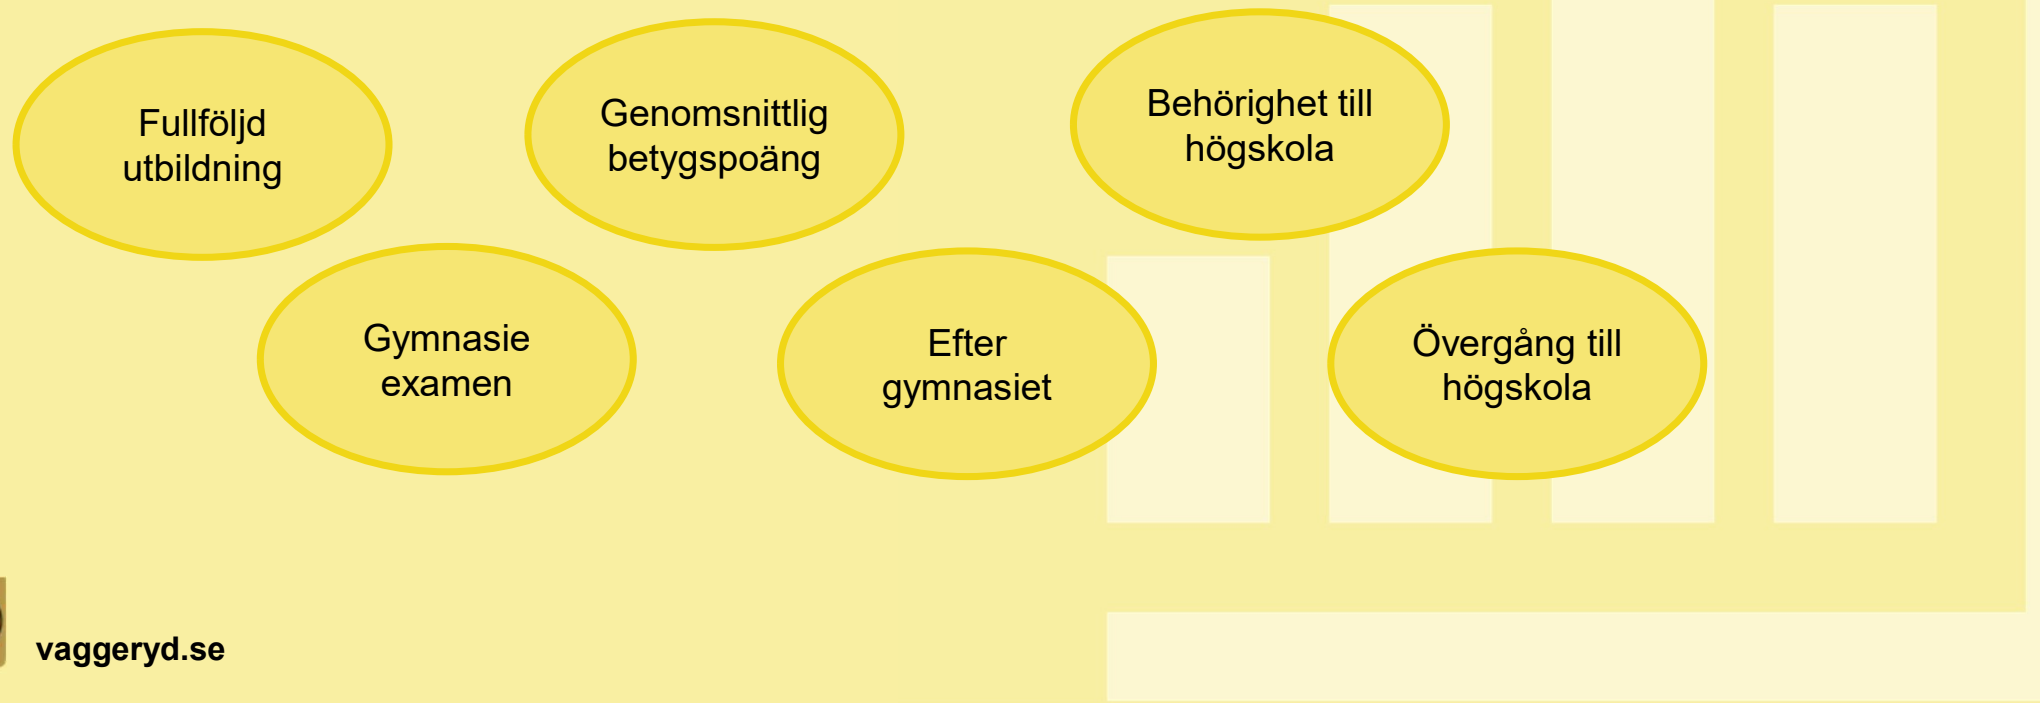 Fullföljd
utbildning
Genomsnittlig
betygspoäng
Behörighet till
högskola
Gymnasie
examen
Efter
gymnasiet
Övergång till
högskola
vaggeryd.se